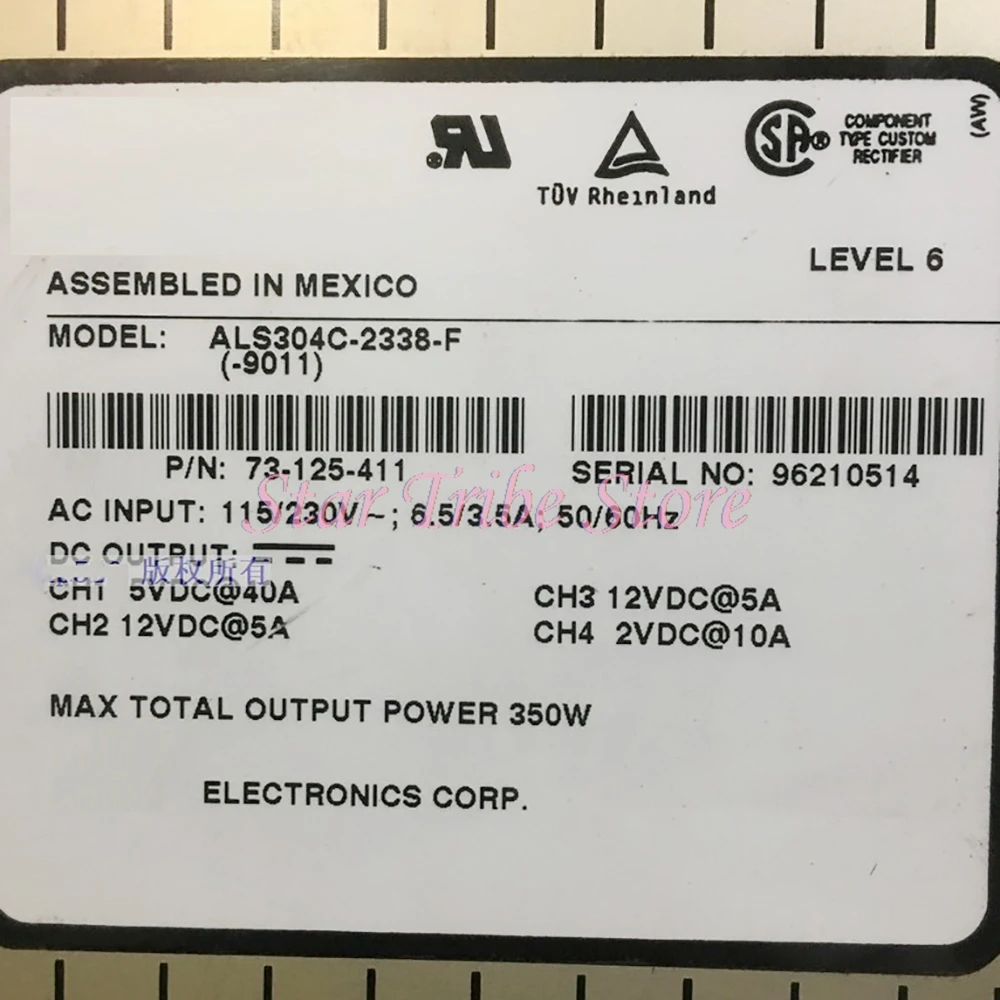 RU
TÜV Rheinland
SA®
COMPONENT
TYPE CUSTOM
RECTIFIER
(AW)
LEVEL 6
ASSEMBLED IN MEXICO
MODEL: ALS304C-2338-F
(-9011)
P/N: 73-125-411
SERIAL NO: 96210514
Star Tribe Store
AC INPUT: 115/230V~; 6.5/3.5A; 50/60Hz
DC OUTPUT:
版权所有
CH1 5VDC@40A
CH3 12VDC@5A
CH2 12VDC@5A
CH4 2VDC@10A
MAX TOTAL OUTPUT POWER 350W
ELECTRONICS CORP.